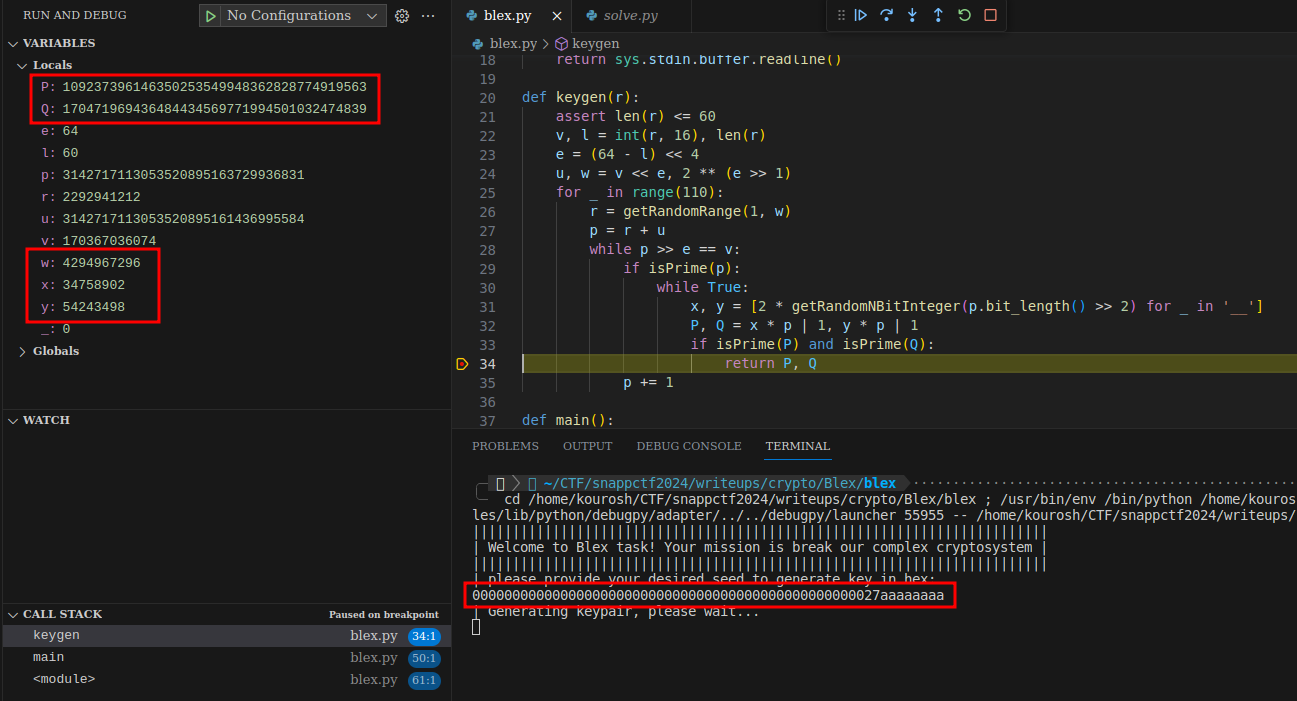 RUN AND DEBUG
No Configurations
VARIABLES
Locals
P: 109237396146350253549948362828774919563
Q: 170471969436484434569771994501032474839
e: 64
l: 60
p: 3142717113053520895163729936831
r: 2292941212
u: 3142717113053520895161436995584
v: 170367036074
w: 4294967296
x: 34758902
y: 54243498
_: 0
Globals
WATCH
CALL STACK
Paused on breakpoint
keygen blex.py 34:1
main blex.py 50:1
<module> blex.py 61:1
blex.py
solve.py
blex.py > keygen
18 return sys.stdin.buffer.readline()
19
20 def keygen(r):
21 assert len(r) <= 60
22 v, l = int(r, 16), len(r)
23 e = (64 - l) << 4
24 u, w = v << e, 2 ** (e >> 1)
25 for _ in range(110):
26 r = getRandomRange(1, w)
27 p = r + u
28 while p >> e == v:
29 if isPrime(p):
30 while True:
31 x, y = [2 * getRandomNBitInteger(p.bit_length() >> 2) for _ in '__']
32 P, Q = x * p | 1, y * p | 1
33 if isPrime(P) and isPrime(Q):
34 return P, Q
35 p += 1
36
37 def main():
PROBLEMS OUTPUT DEBUG CONSOLE TERMINAL
~/CTF/snappctf2024/writeups/crypto/Blex/blex
cd /home/kourosh/CTF/snappctf2024/writeups/crypto/Blex/blex ; /usr/bin/env /bin/python /home/kouros
les/lib/python/debugpy/adapter/../../debugpy/launcher 55955 -- /home/kourosh/CTF/snappctf2024/writeups/
| Welcome to Blex task! Your mission is break our complex cryptosystem |
| please provide your desired seed to generate key in hex:
00000000000000000000000000000000000000000000000027aaaaaaaa
| Generating keypair, please wait...